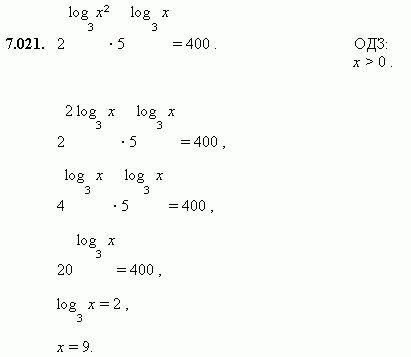 7.021. 2^{log_3 x^2} · 5^{log_3 x} = 400 . ОДЗ:
x > 0 .
2^{2 log_3 x} · 5^{log_3 x} = 400 ,
4^{log_3 x} · 5^{log_3 x} = 400 ,
20^{log_3 x} = 400 ,
log_3 x = 2 ,
x = 9.